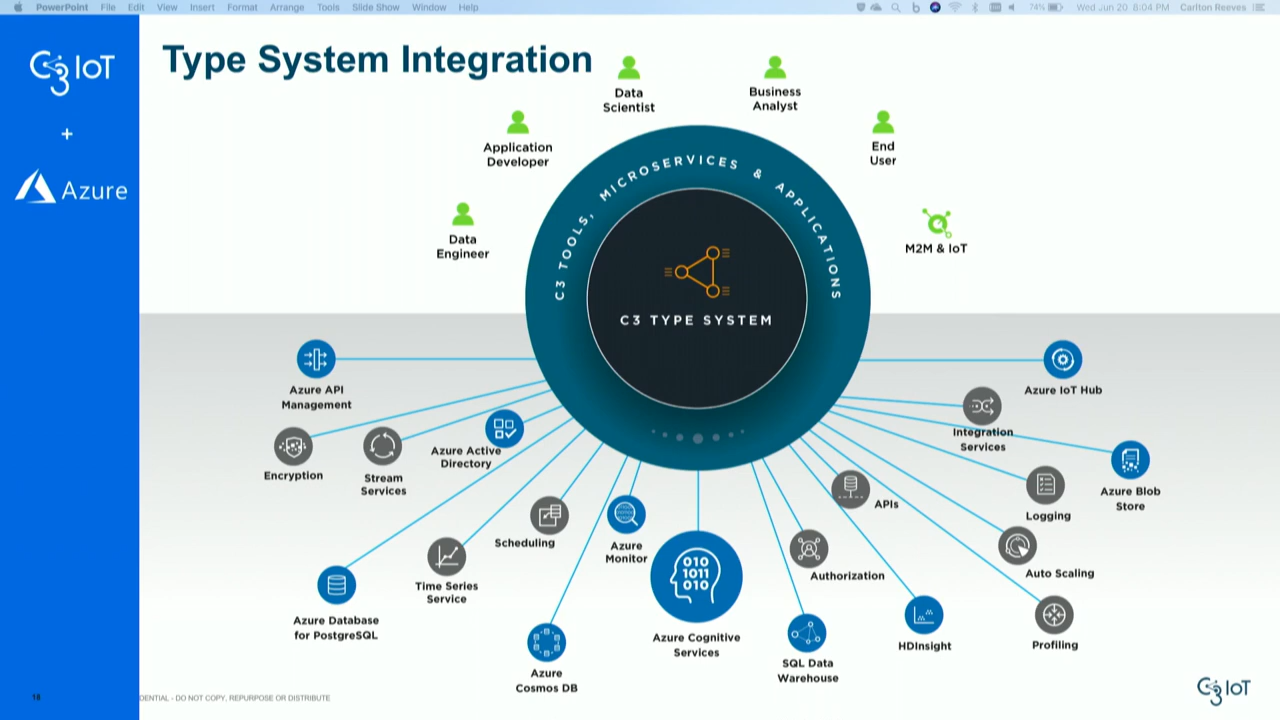 PowerPoint File Edit View Insert Format Arrange Tools Slide Show Window Help 74% Wed Jun 20 8:04 PM Carlton Reeves
C3 IoT
+
Azure
Type System Integration
Data
Scientist
Business
Analyst
Application
Developer
End
User
Data
Engineer
M2M & IoT
C3 TOOLS, MICROSERVICES & APPLICATIONS
C3 TYPE SYSTEM
Azure API
Management
Azure IoT Hub
Encryption
Stream
Services
Azure Active
Directory
Integration
Services
Azure Blob
Store
Logging
APIs
Scheduling
Azure
Monitor
Time Series
Service
Authorization
Auto Scaling
Azure Database
for PostgreSQL
010
1011
010
Azure Cognitive
Services
Azure
Cosmos DB
SQL Data
Warehouse
HDInsight
Profiling
18
DENTIAL - DO NOT COPY, REPURPOSE OR DISTRIBUTE
C3 IoT